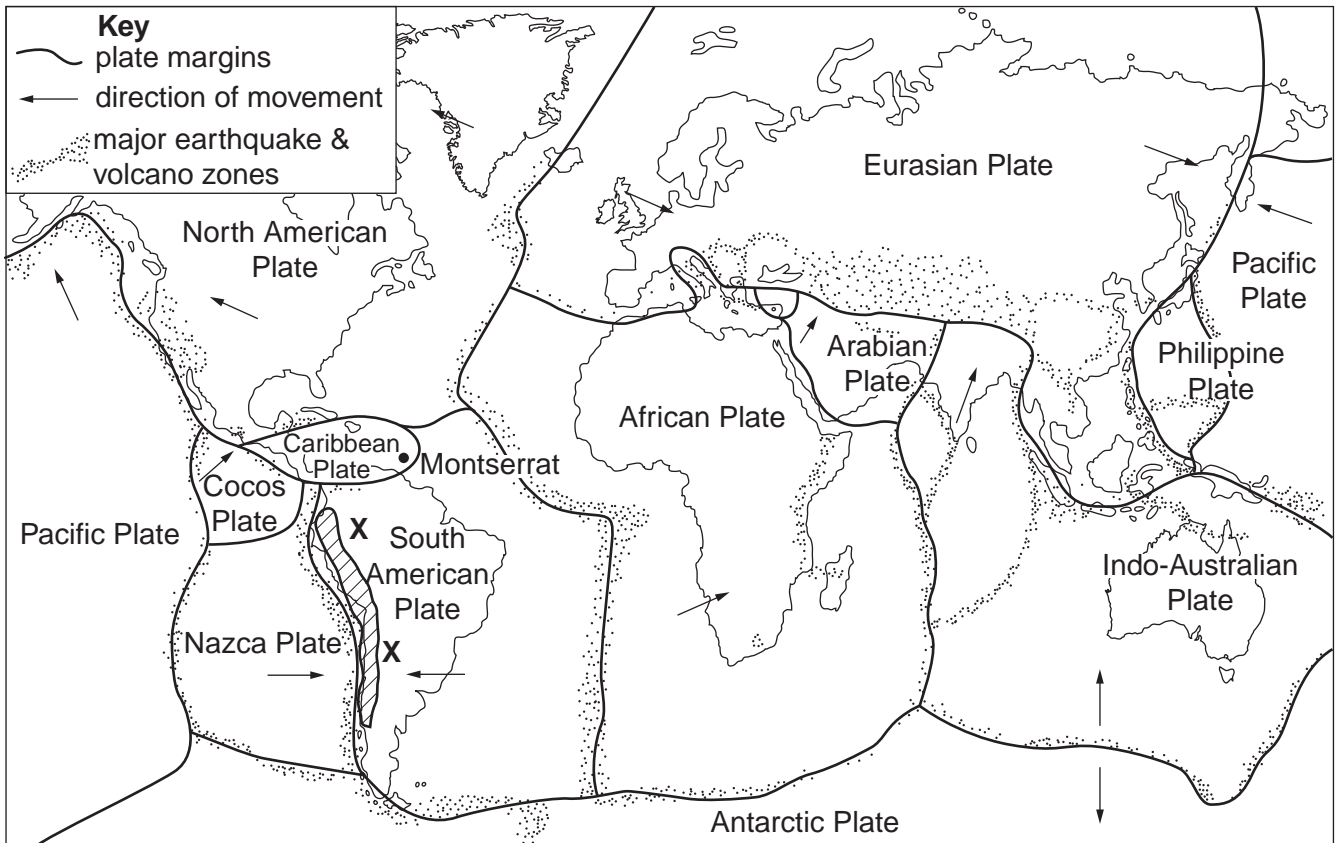 Key
plate margins
direction of movement
major earthquake &
volcano zones
North American
Plate
Eurasian Plate
Pacific
Plate
Philippine
Plate
Arabian
Plate
African Plate
Caribbean
Plate
Montserrat
Cocos
Plate
Pacific Plate
X
South
American
Plate
Nazca Plate
X
Indo-Australian
Plate
Antarctic Plate